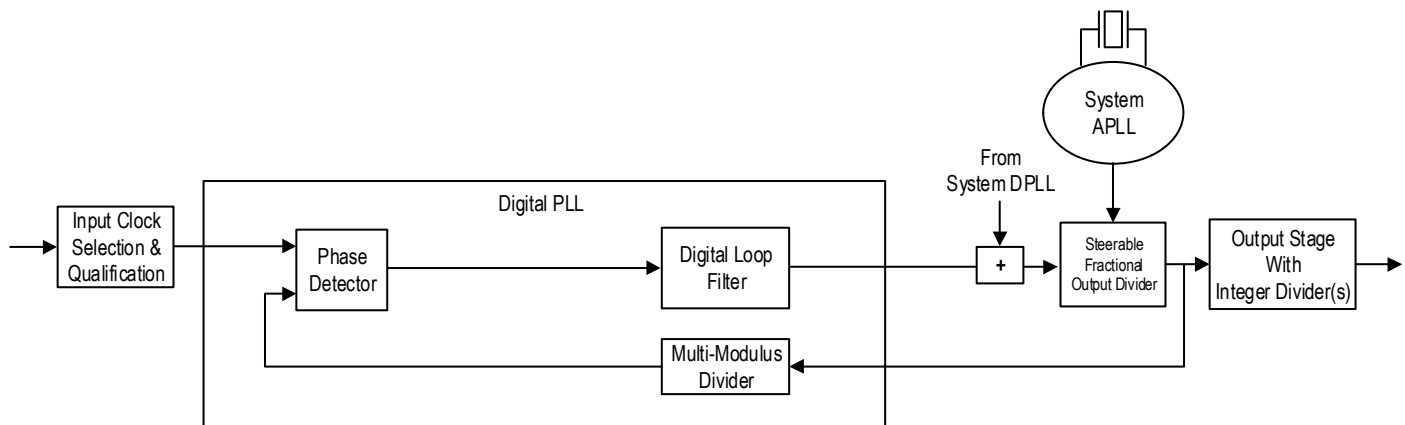 System
APLL
From
System DPLL
Digital PLL
Input Clock
Selection &
Qualification
Phase
Detector
Digital Loop
Filter
+
Steerable
Fractional
Output Divider
Output Stage
With
Integer Divider(s)
Multi-Modulus
Divider